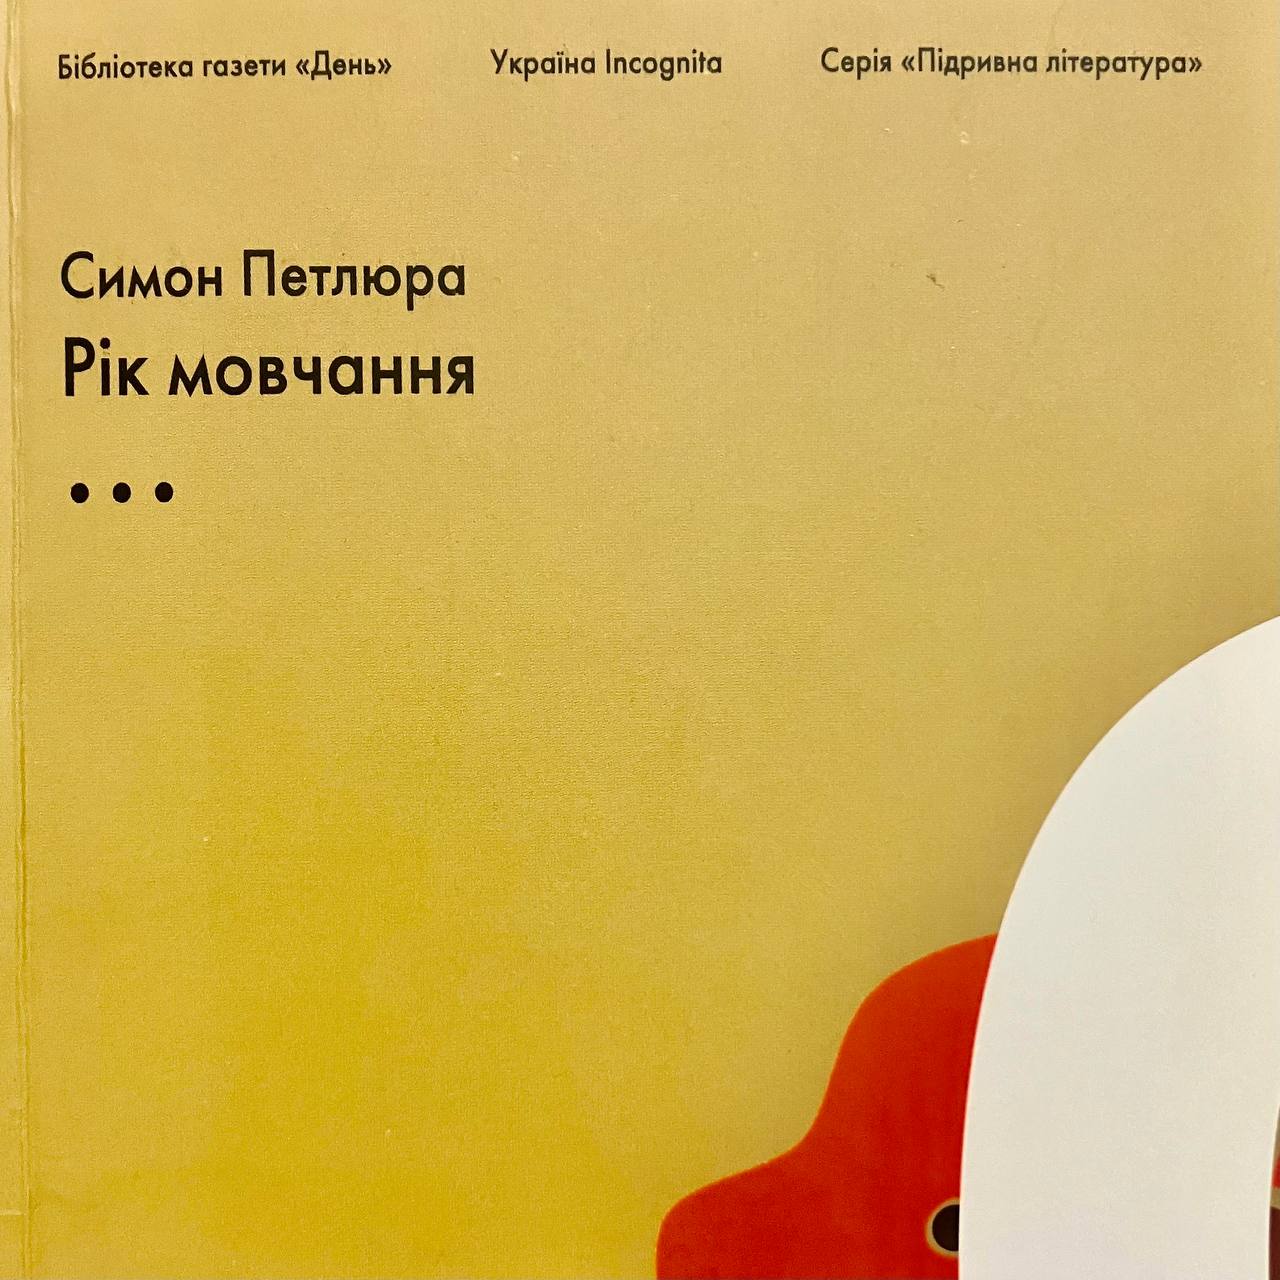 Бібліотека газети «День» Україна Incognita Серія «Підривна література»
Симон Петлюра
Рік мовчання
•••